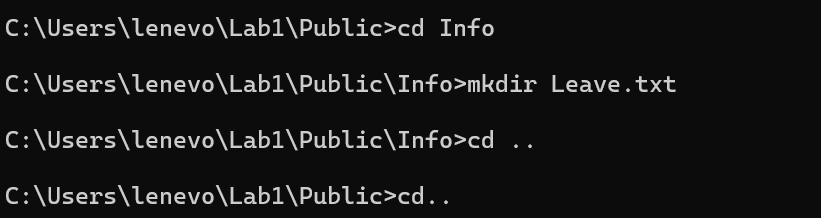 C:\Users\lenevo\Lab1\Public>cd Info
C:\Users\lenevo\Lab1\Public\Info>mkdir Leave.txt
C:\Users\lenevo\Lab1\Public\Info>cd ..
C:\Users\lenevo\Lab1\Public>cd..